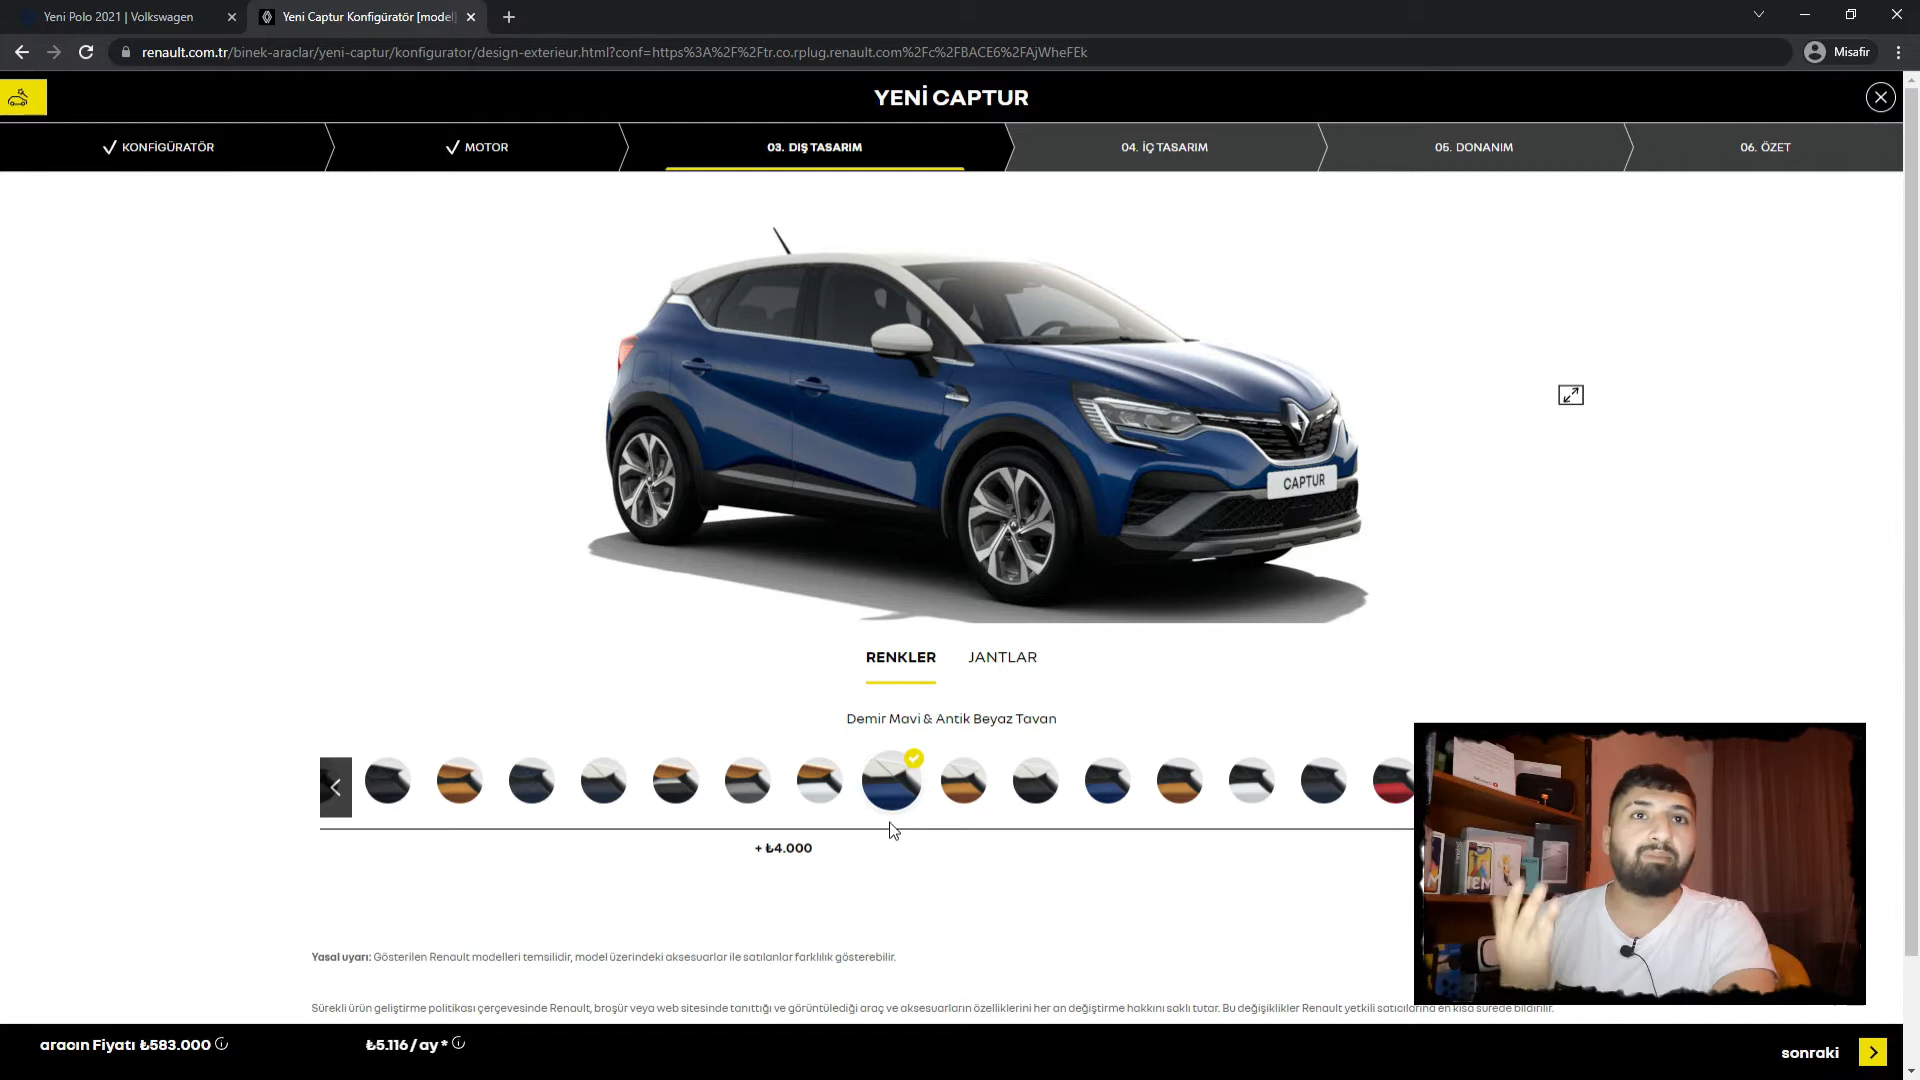 Yeni Polo 2021 | Volkswagen
Yeni Captur Konfigüratör [model]
renault.com.tr/binek-araclar/yeni-captur/konfigurator/design-exterieur.html?conf=https%3A%2F%2Ftr.co.rplug.renault.com%2Fc%2FBACE6%2FAjWheFEk
Misafir
YENİ CAPTUR
KONFİGÜRATÖR
MOTOR
03. DIŞ TASARIM
04. İÇ TASARIM
05. DONANIM
06. ÖZET
CAPTUR
RENKLER
JANTLAR
Demir Mavi & Antik Beyaz Tavan
+ ₺4.000
Yasal uyarı: Gösterilen Renault modelleri temsilidir, model üzerindeki aksesuarlar ile satılanlar farklılık gösterebilir.
Sürekli ürün geliştirme politikası çerçevesinde Renault, broşür veya web sitesinde tanıttığı ve görüntülediği araç ve aksesuarların özelliklerini her an değiştirme hakkını saklı tutar. Bu değişiklikler Renault yetkili satıcılarına en kısa sürede bildirilir.
aracın Fiyatı ₺583.000
₺5.116 / ay *
sonraki